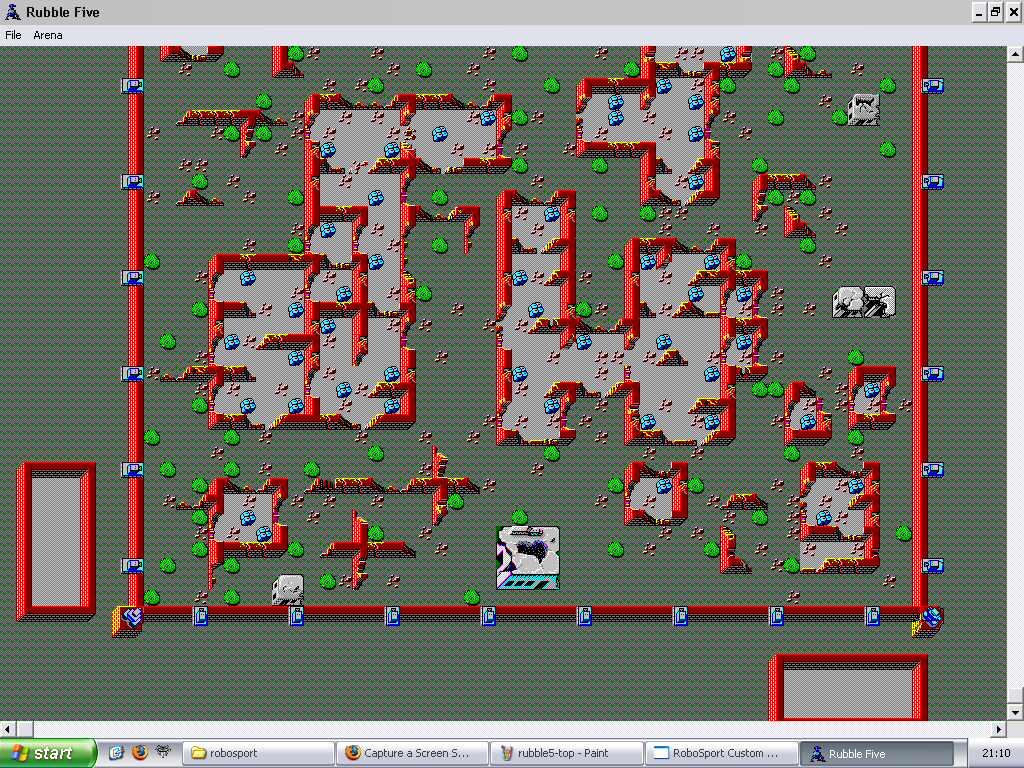 Rubble Five
File Arena
start
robosport
Capture a Screen S...
rubble5-top - Paint
RoboSport Custom ...
Rubble Five
21:10